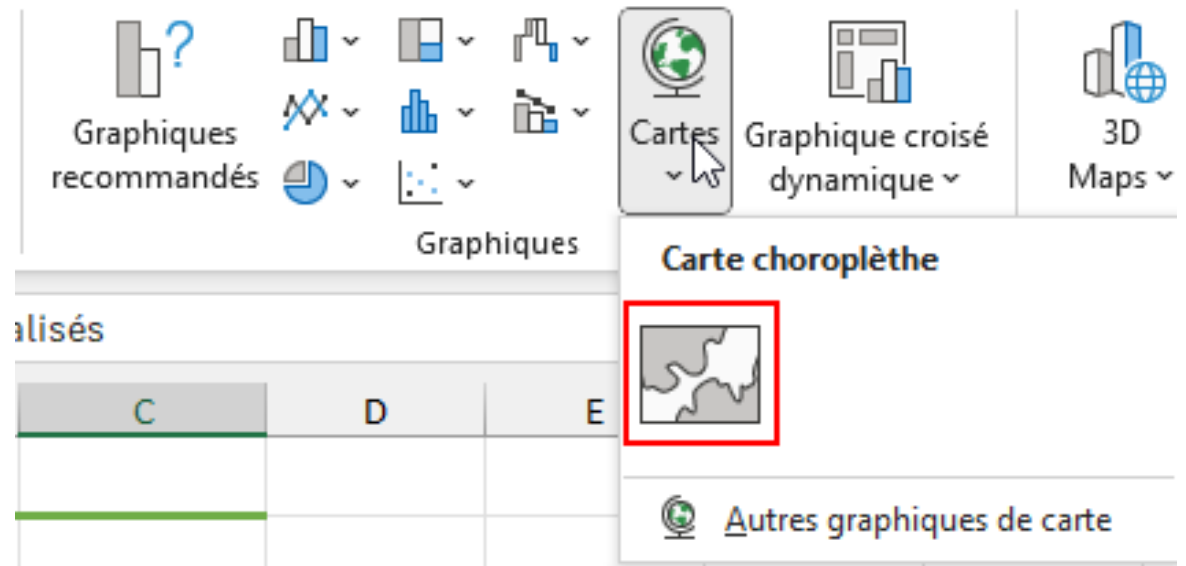 ?
Graphiques
recommandés
Cartes
Graphique croisé
dynamique
3D
Maps
Graphiques
Carte choroplèthe
alisés
C D E
Autres graphiques de carte